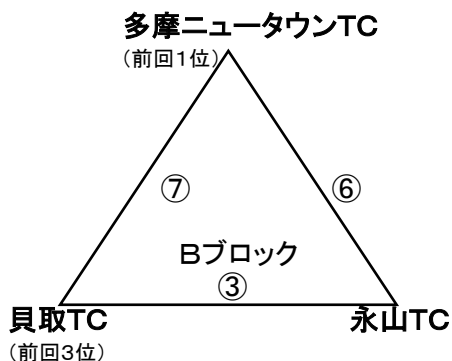 多摩ニュータウンTC
(前回1位)
⑦
⑥
Bブロック
③
貝取TC
永山TC
(前回3位)